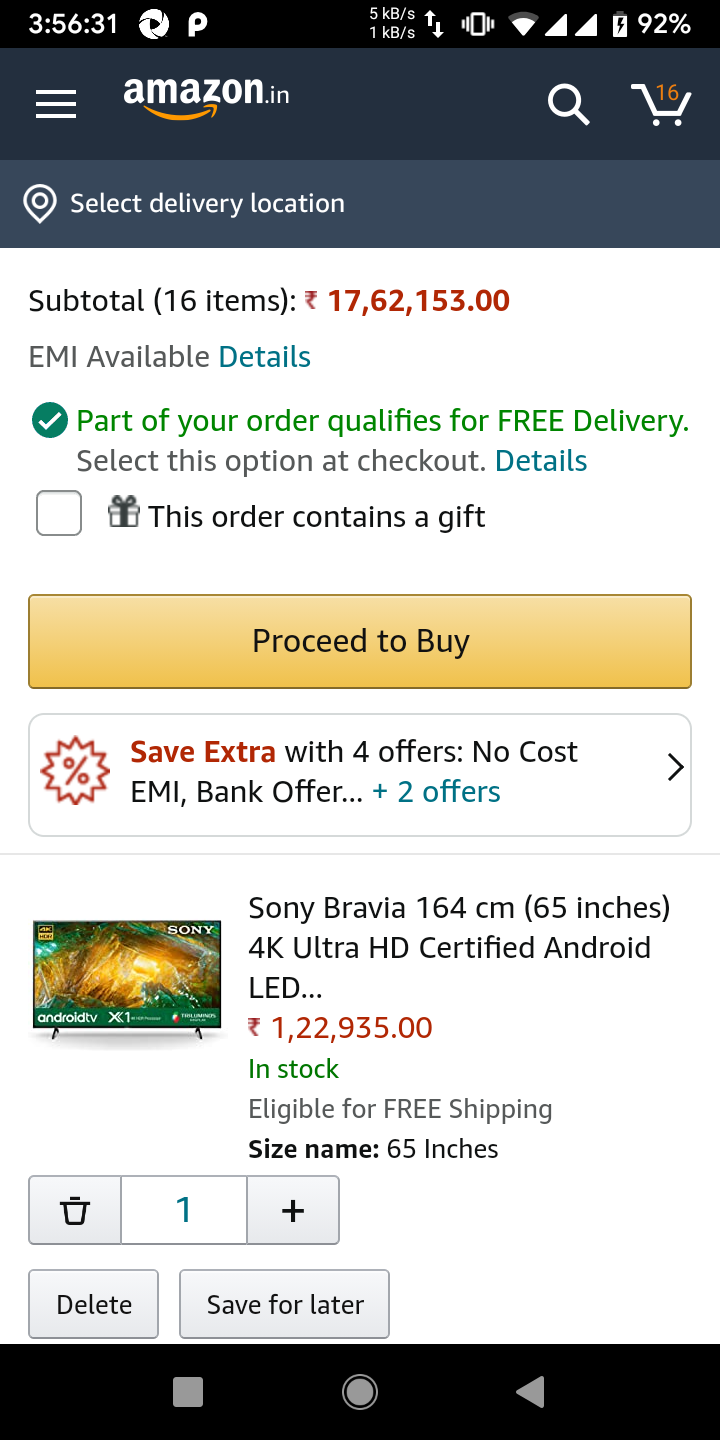 3:56:31 5 kB/s 1 kB/s 92%
amazon.in 16
Select delivery location
Subtotal (16 items): ₹ 17,62,153.00
EMI Available Details
Part of your order qualifies for FREE Delivery.
Select this option at checkout. Details
This order contains a gift
Proceed to Buy
Save Extra with 4 offers: No Cost
EMI, Bank Offer... + 2 offers
Sony Bravia 164 cm (65 inches)
4K Ultra HD Certified Android
LED...
₹ 1,22,935.00
In stock
Eligible for FREE Shipping
Size name: 65 Inches
4K HDR SONY
androidtv X1 4K HDR Processor TRILUMINOS
1 +
Delete Save for later